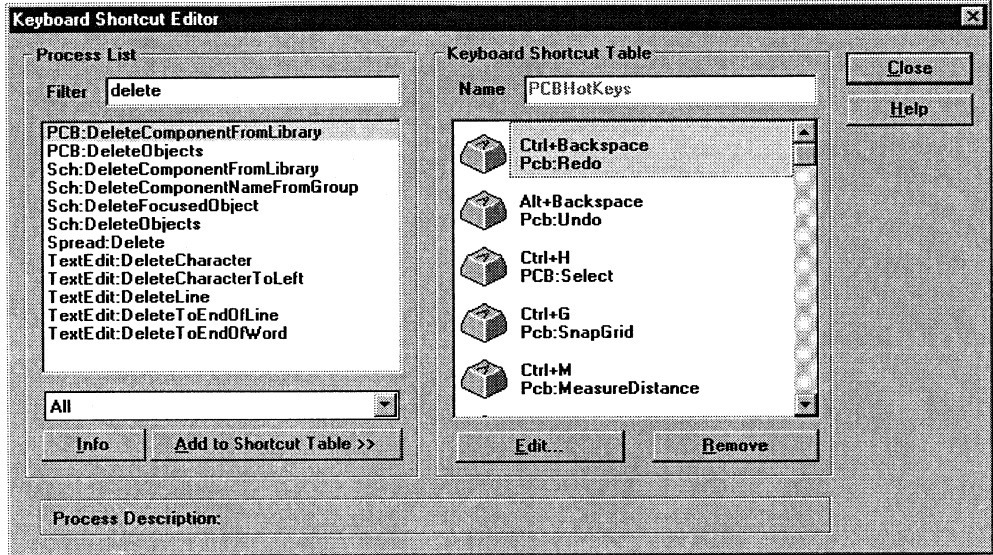 Keyboard Shortcut Editor
Process List
Filter delete
PCB:DeleteComponentFromLibrary
PCB:DeleteObjects
Sch:DeleteComponentFromLibrary
Sch:DeleteComponentNameFromGroup
Sch:DeleteFocusedObject
Sch:DeleteObjects
Spread:Delete
TextEdit:DeleteCharacter
TextEdit:DeleteCharacterToLeft
TextEdit:DeleteLine
TextEdit:DeleteToEndOfLine
TextEdit:DeleteToEndOfWord
All
Info
Add to Shortcut Table >>
Keyboard Shortcut Table
Name PCBHotKeys
A
Ctrl+Backspace
Pcb:Redo
A
Alt+Backspace
Pcb:Undo
A
Ctrl+H
PCB:Select
A
Ctrl+G
Pcb:SnapGrid
A
Ctrl+M
Pcb:MeasureDistance
Edit...
Remove
Close
Help
Process Description: